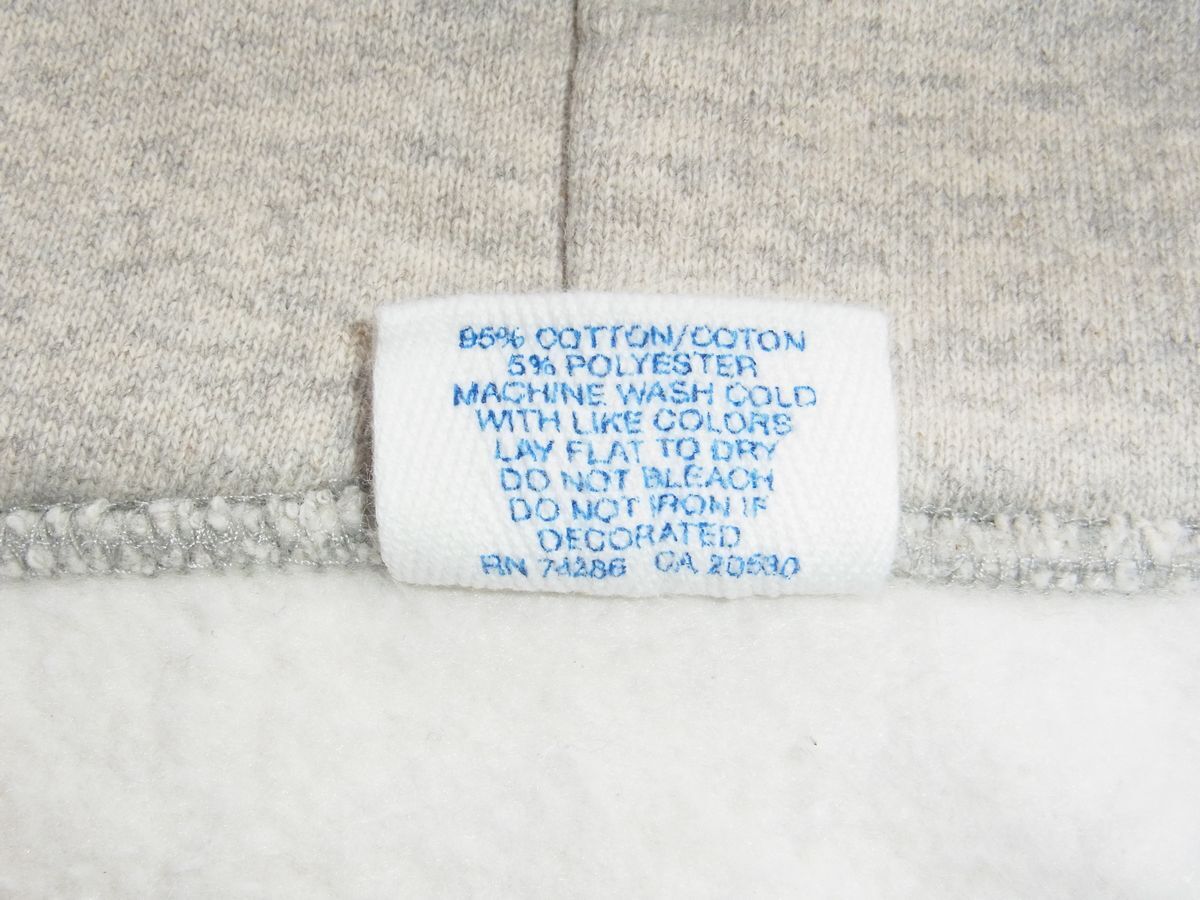 95% COTTON/COTON
5% POLYESTER
MACHINE WASH COLD
WITH LIKE COLORS
LAY FLAT TO DRY
DO NOT BLEACH
DO NOT IRON IF
DECORATED
RN 74286 CA